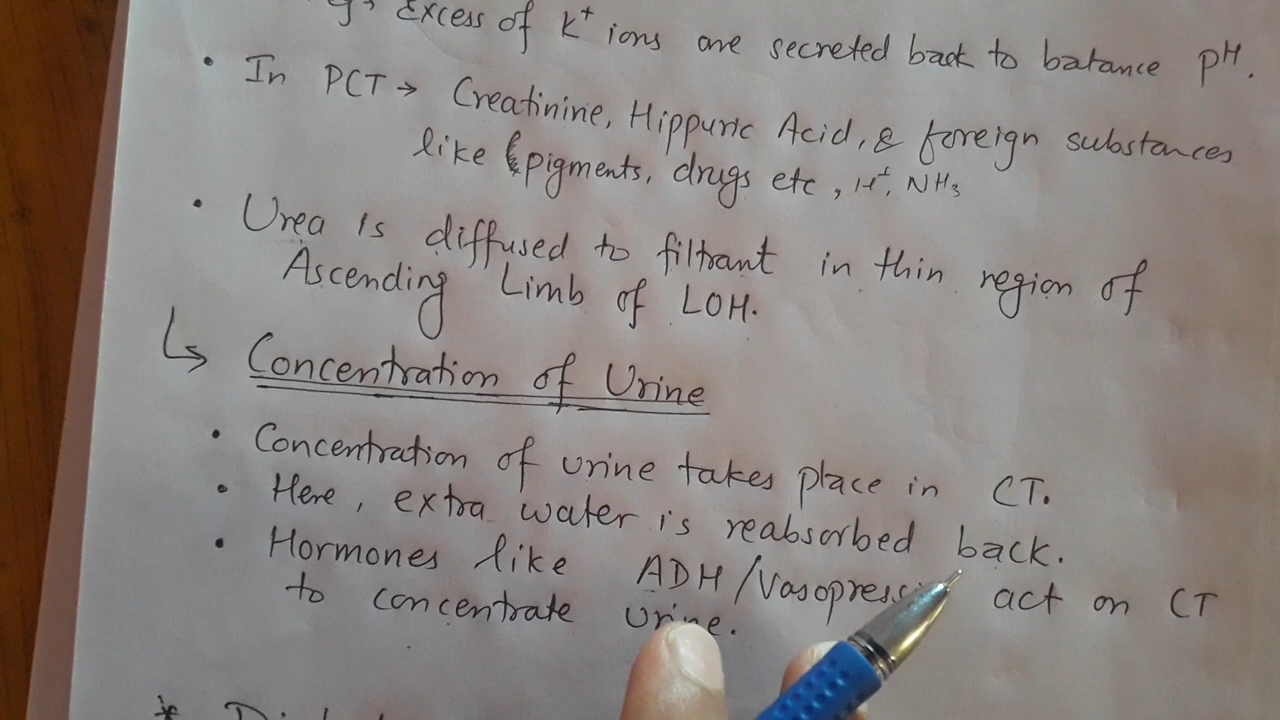 Excess of K⁺ ions are secreted back to balance pH.
• In PCT → Creatinine, Hippuric Acid, & foreign substances
like pigments, drugs etc, H⁺, NH₃
• Urea is diffused to filtrant in thin region of
Ascending Limb of LOH.
↳ Concentration of Urine
• Concentration of urine takes place in CT.
• Here, extra water is reabsorbed back.
• Hormones like ADH/Vasopress act on CT
to concentrate urine.